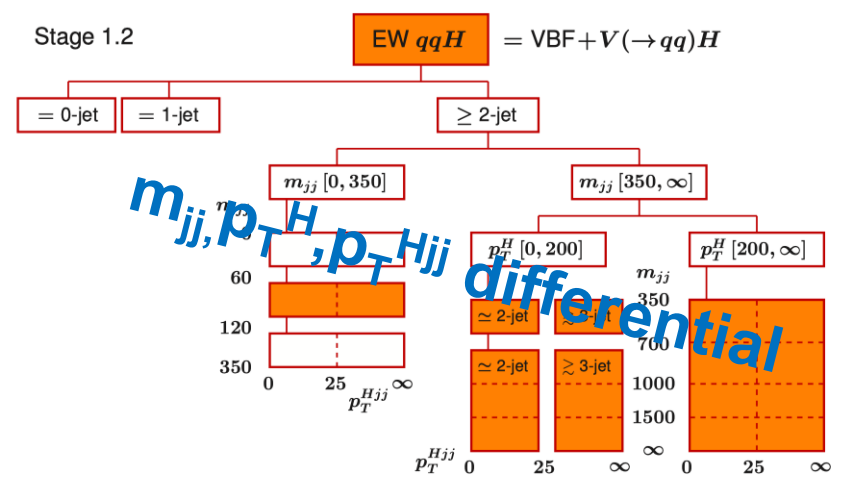 Stage 1.2
EW qqH = VBF+V(→qq)H
= 0-jet
= 1-jet
≥ 2-jet
m_jj [0, 350]
m_jj [350, ∞]
m_jj, p_T^H, p_T^Hjj differential
p_T^H [0, 200]
p_T^H [200, ∞]
60
120
350
0 25 ∞
p_T^Hjj
m_jj
350
≃ 2-jet
700
≃ 2-jet
≳ 3-jet
1000
1500
∞
p_T^Hjj 0 25 ∞
0 25 ∞